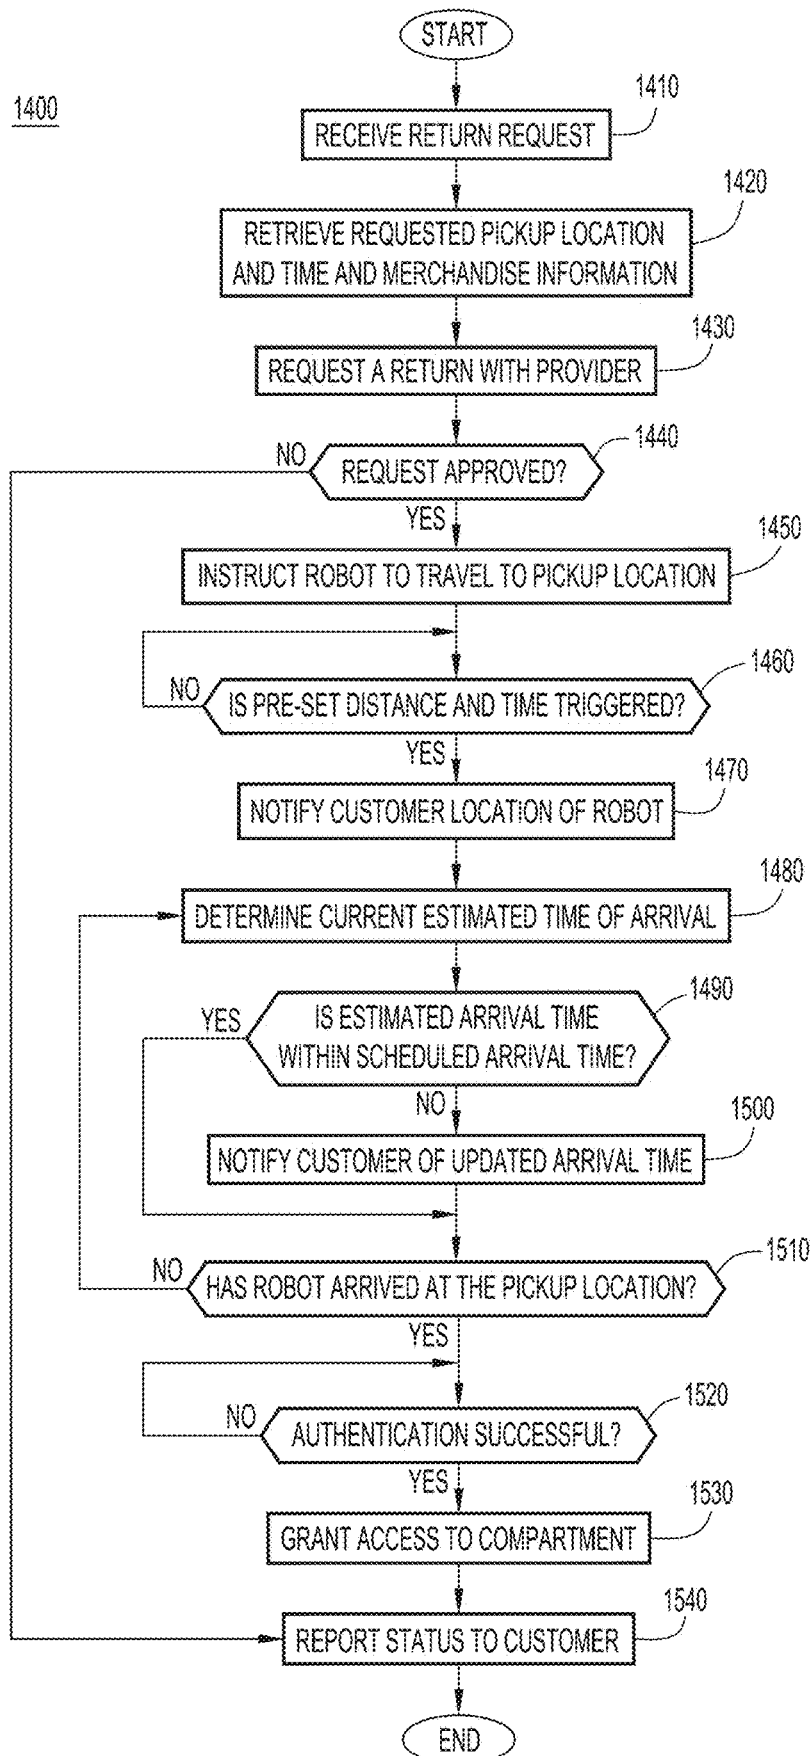 START
1400
1410
RECEIVE RETURN REQUEST
1420
RETRIEVE REQUESTED PICKUP LOCATION
AND TIME AND MERCHANDISE INFORMATION
1430
REQUEST A RETURN WITH PROVIDER
1440
NO
REQUEST APPROVED?
YES
1450
INSTRUCT ROBOT TO TRAVEL TO PICKUP LOCATION
1460
NO
IS PRE-SET DISTANCE AND TIME TRIGGERED?
YES
1470
NOTIFY CUSTOMER LOCATION OF ROBOT
1480
DETERMINE CURRENT ESTIMATED TIME OF ARRIVAL
1490
YES
IS ESTIMATED ARRIVAL TIME
WITHIN SCHEDULED ARRIVAL TIME?
NO
1500
NOTIFY CUSTOMER OF UPDATED ARRIVAL TIME
1510
NO
HAS ROBOT ARRIVED AT THE PICKUP LOCATION?
YES
1520
NO
AUTHENTICATION SUCCESSFUL?
YES
1530
GRANT ACCESS TO COMPARTMENT
1540
REPORT STATUS TO CUSTOMER
END